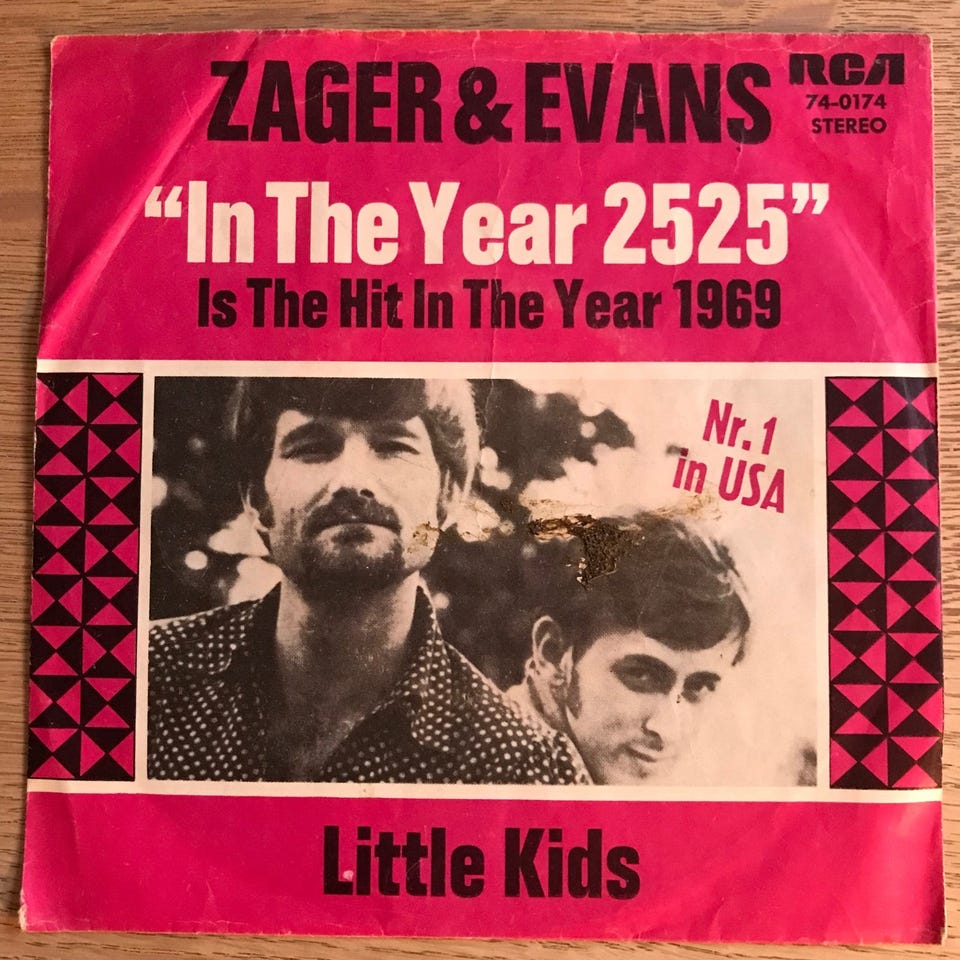 ZAGER & EVANS
RCA
74-0174
STEREO
“In The Year 2525”
Is The Hit In The Year 1969
Nr. 1
in USA
Little Kids